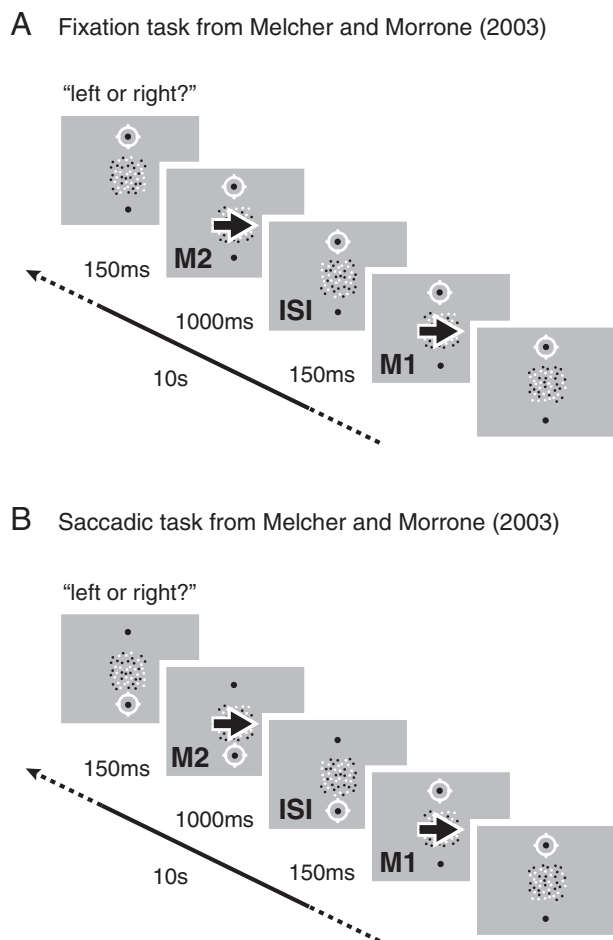 A Fixation task from Melcher and Morrone (2003)
“left or right?”
M2
150ms
ISI
1000ms
M1
150ms
10s
B Saccadic task from Melcher and Morrone (2003)
“left or right?”
M2
150ms
ISI
1000ms
M1
150ms
10s